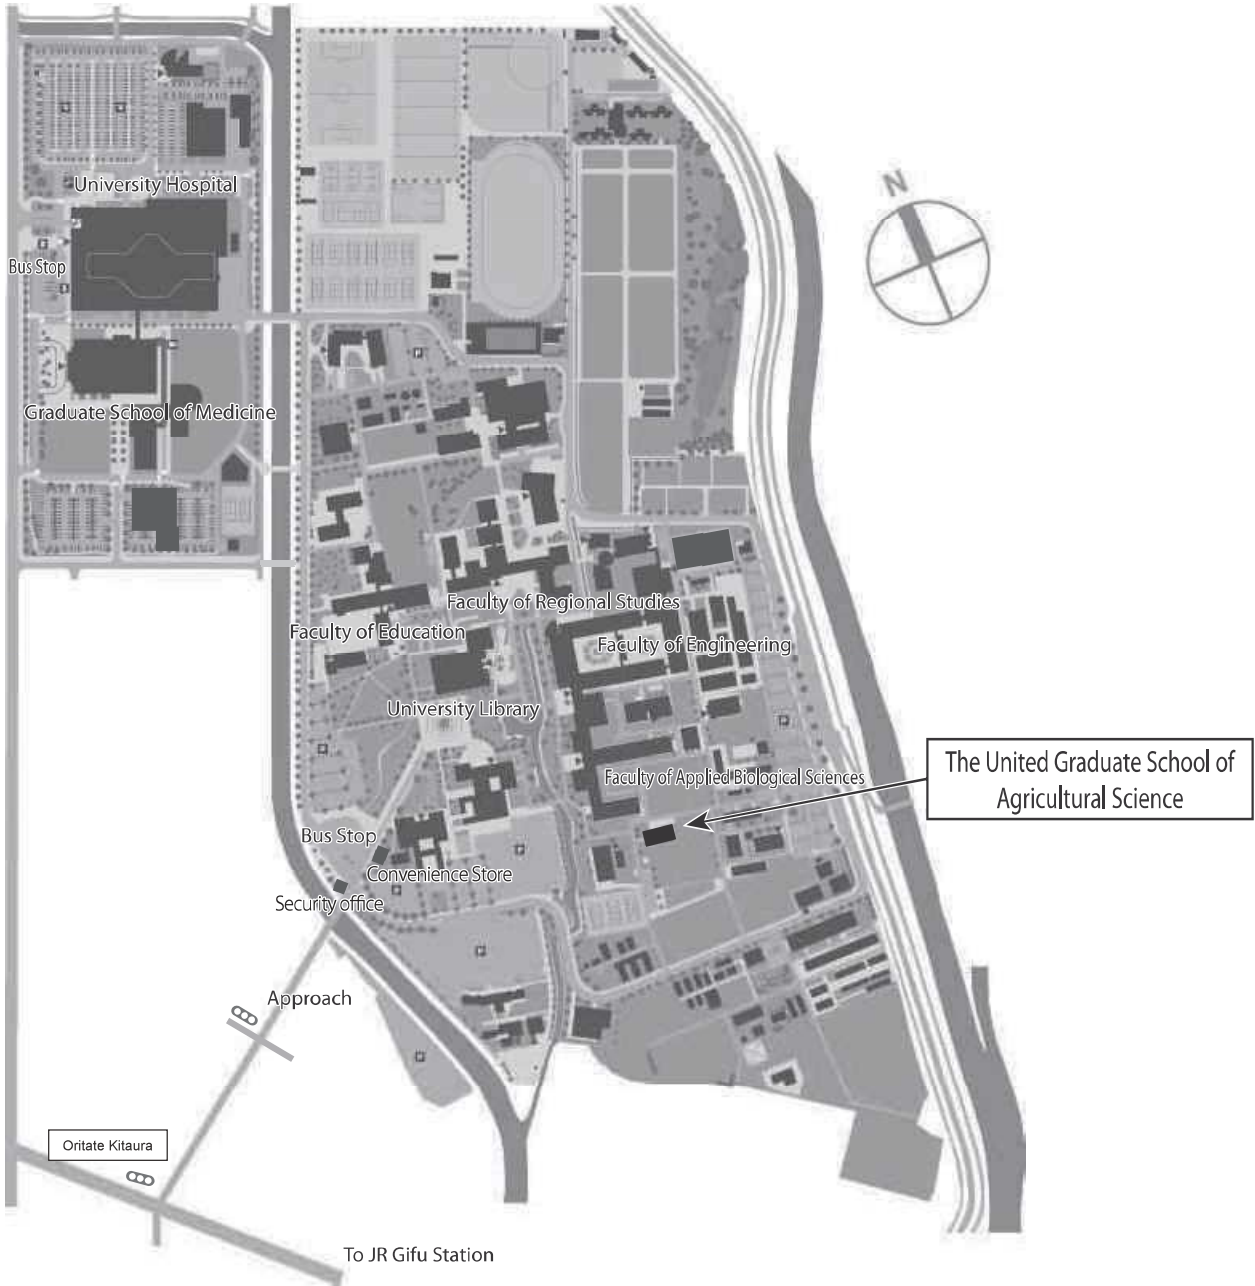 N
University Hospital
Bus Stop
Graduate School of Medicine
Faculty of Regional Studies
Faculty of Education
Faculty of Engineering
University Library
The United Graduate School of
Agricultural Science
Faculty of Applied Biological Sciences
Bus Stop
Convenience Store
Security office
Approach
Oritate Kitaura
To JR Gifu Station
P
P
P
P
P
P
P
P
P
P